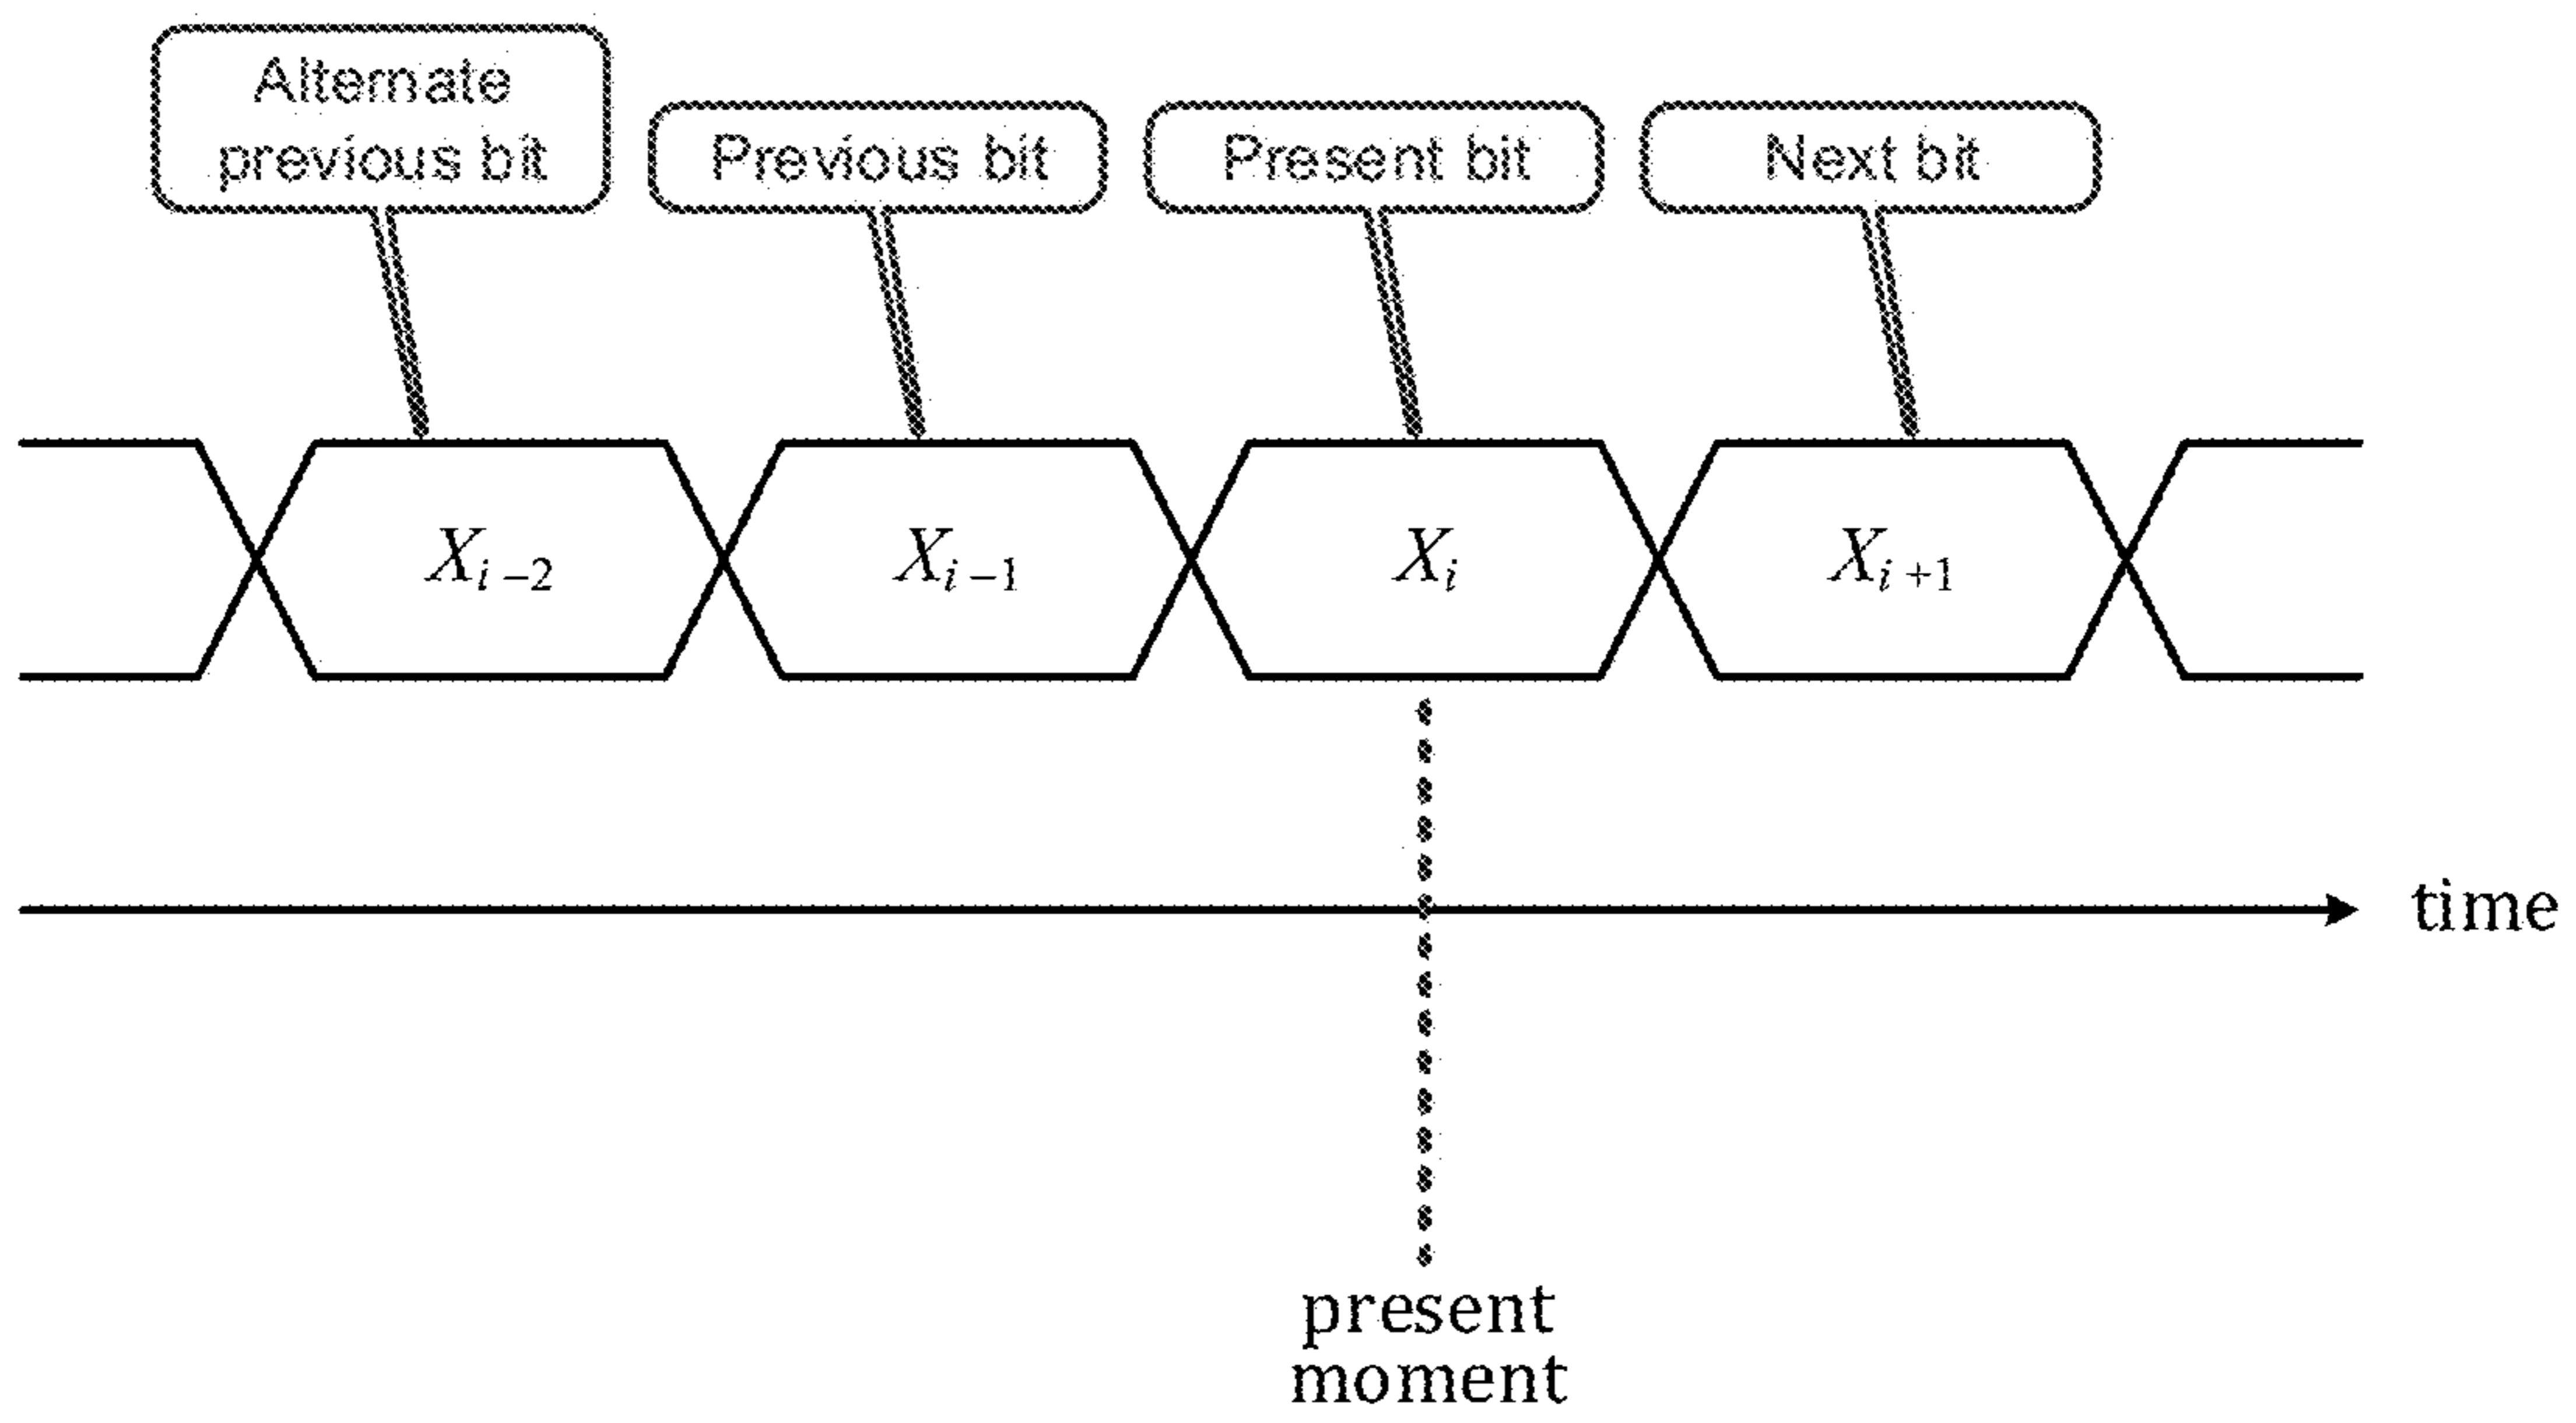 Alternate
previous bit
Previous bit
Present bit
Next bit
X_{i-2}
X_{i-1}
X_i
X_{i+1}
time
present
moment